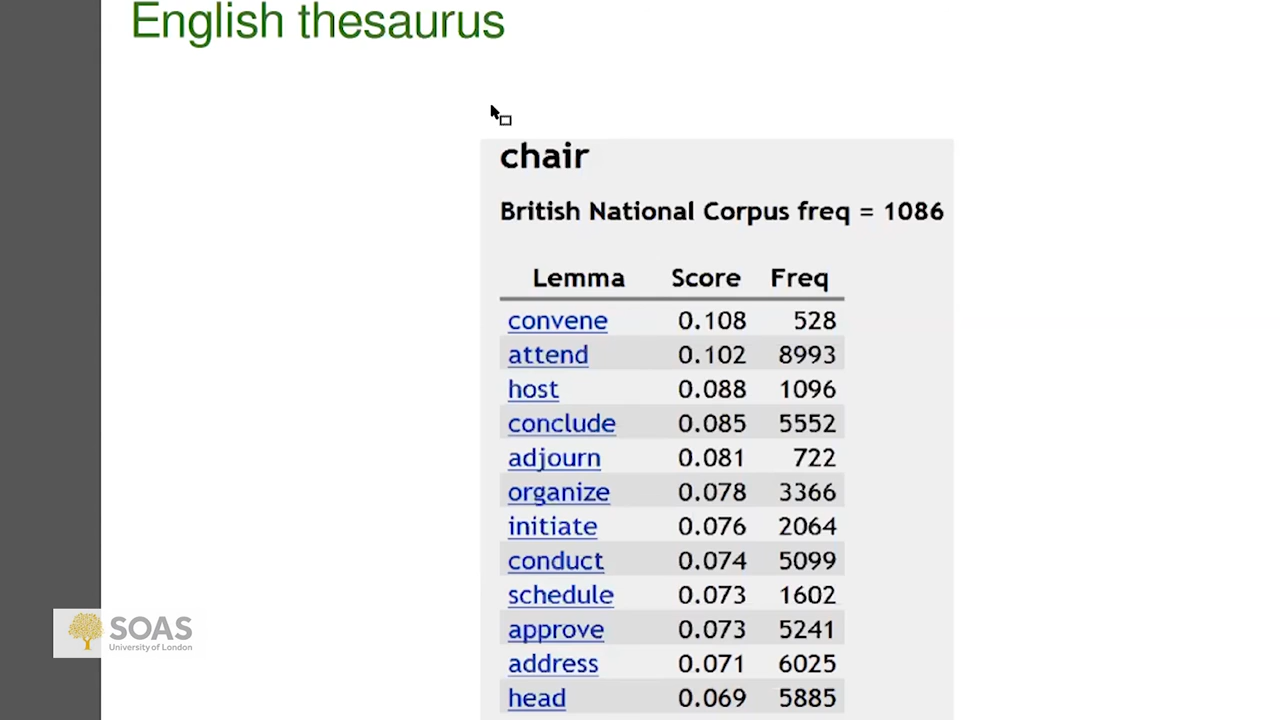 English thesaurus
chair
British National Corpus freq = 1086
Lemma Score Freq
convene 0.108 528
attend 0.102 8993
host 0.088 1096
conclude 0.085 5552
adjourn 0.081 722
organize 0.078 3366
initiate 0.076 2064
conduct 0.074 5099
schedule 0.073 1602
approve 0.073 5241
address 0.071 6025
head 0.069 5885
SOAS
University of London